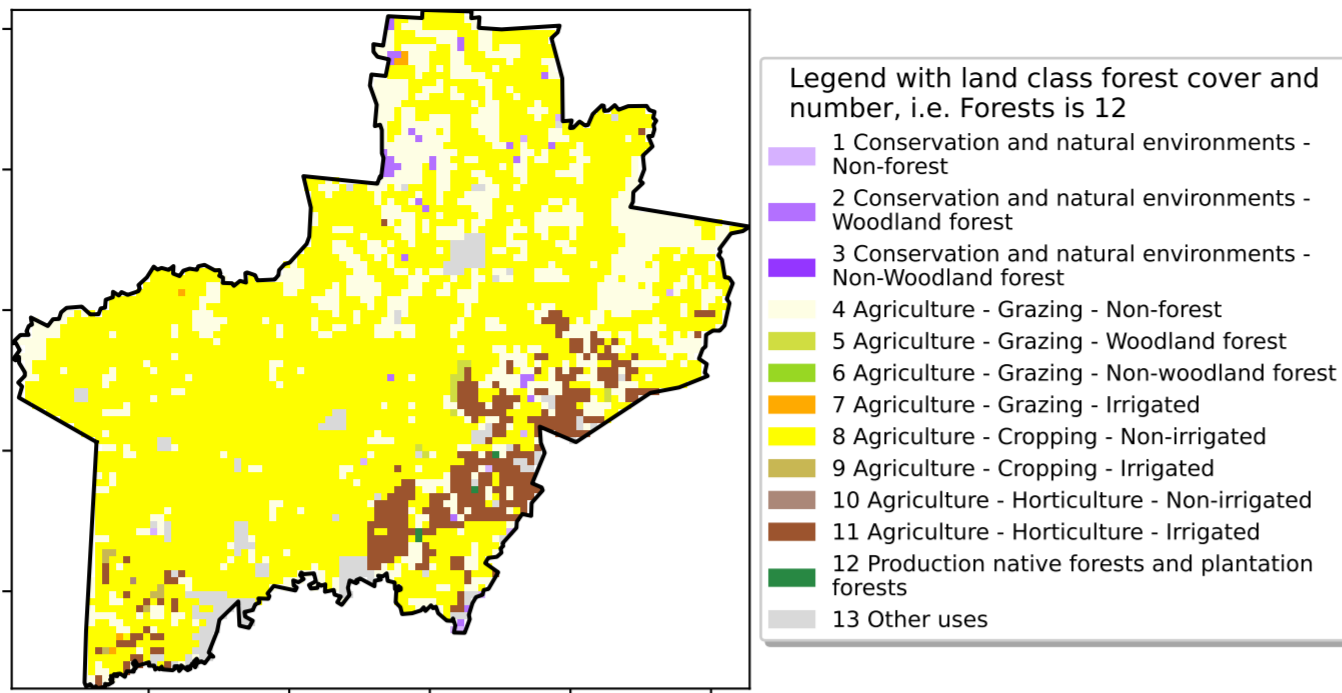 Legend with land class forest cover and
number, i.e. Forests is 12
1 Conservation and natural environments -
Non-forest
2 Conservation and natural environments -
Woodland forest
3 Conservation and natural environments -
Non-Woodland forest
4 Agriculture - Grazing - Non-forest
5 Agriculture - Grazing - Woodland forest
6 Agriculture - Grazing - Non-woodland forest
7 Agriculture - Grazing - Irrigated
8 Agriculture - Cropping - Non-irrigated
9 Agriculture - Cropping - Irrigated
10 Agriculture - Horticulture - Non-irrigated
11 Agriculture - Horticulture - Irrigated
12 Production native forests and plantation
forests
13 Other uses